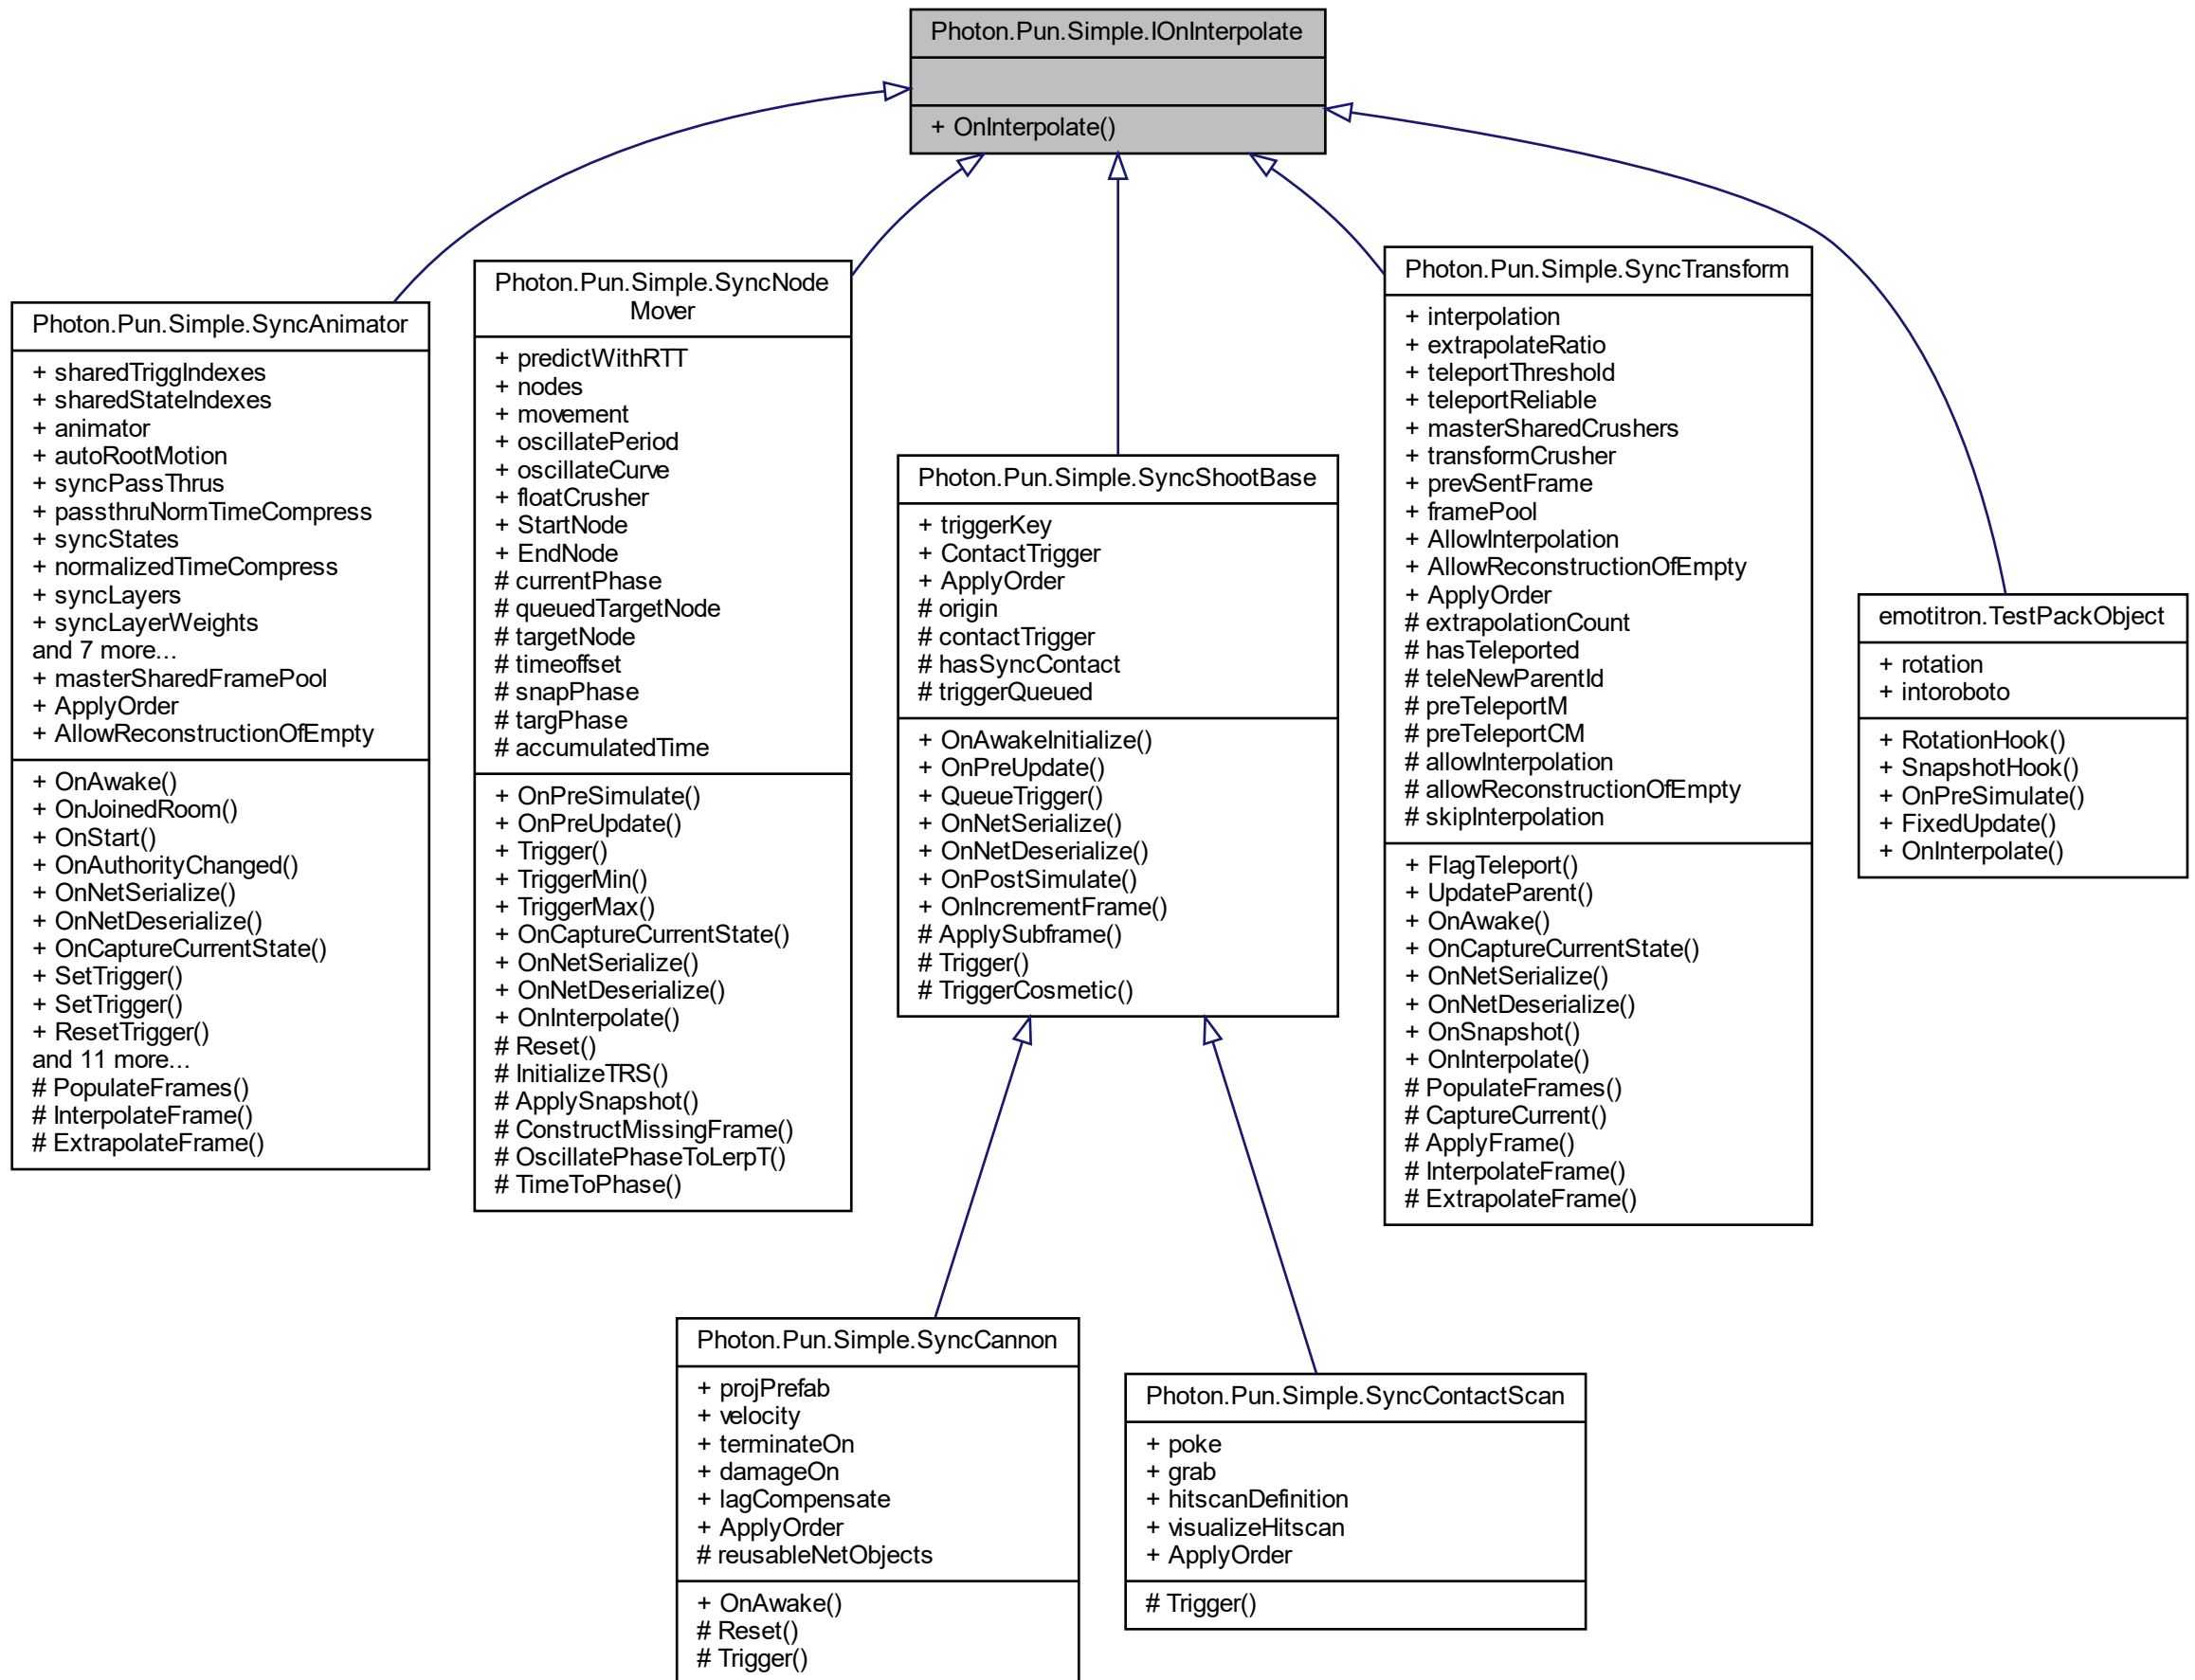 Photon.Pun.Simple.IOnInterpolate
+ OnInterpolate()
Photon.Pun.Simple.SyncAnimator
+ sharedTriggIndexes
+ sharedStateIndexes
+ animator
+ autoRootMotion
+ syncPassThrus
+ passthruNormTimeCompress
+ syncStates
+ normalizedTimeCompress
+ syncLayers
+ syncLayerWeights
and 7 more...
+ masterSharedFramePool
+ ApplyOrder
+ AllowReconstructionOfEmpty
+ OnAwake()
+ OnJoinedRoom()
+ OnStart()
+ OnAuthorityChanged()
+ OnNetSerialize()
+ OnNetDeserialize()
+ OnCaptureCurrentState()
+ SetTrigger()
+ SetTrigger()
+ ResetTrigger()
and 11 more...
# PopulateFrames()
# InterpolateFrame()
# ExtrapolateFrame()
Photon.Pun.Simple.SyncNode
Mover
+ predictWithRTT
+ nodes
+ movement
+ oscillatePeriod
+ oscillateCurve
+ floatCrusher
+ StartNode
+ EndNode
# currentPhase
# queuedTargetNode
# targetNode
# timeoffset
# snapPhase
# targPhase
# accumulatedTime
+ OnPreSimulate()
+ OnPreUpdate()
+ Trigger()
+ TriggerMin()
+ TriggerMax()
+ OnCaptureCurrentState()
+ OnNetSerialize()
+ OnNetDeserialize()
+ OnInterpolate()
# Reset()
# InitializeTRS()
# ApplySnapshot()
# ConstructMissingFrame()
# OscillatePhaseToLerpT()
# TimeToPhase()
Photon.Pun.Simple.SyncShootBase
+ triggerKey
+ ContactTrigger
+ ApplyOrder
# origin
# contactTrigger
# hasSyncContact
# triggerQueued
+ OnAwakeInitialize()
+ OnPreUpdate()
+ QueueTrigger()
+ OnNetSerialize()
+ OnNetDeserialize()
+ OnPostSimulate()
+ OnIncrementFrame()
# ApplySubframe()
# Trigger()
# TriggerCosmetic()
Photon.Pun.Simple.SyncTransform
+ interpolation
+ extrapolateRatio
+ teleportThreshold
+ teleportReliable
+ masterSharedCrushers
+ transformCrusher
+ prevSentFrame
+ framePool
+ AllowInterpolation
+ AllowReconstructionOfEmpty
+ ApplyOrder
# extrapolationCount
# hasTeleported
# teleNewParentId
# preTeleportM
# preTeleportCM
# allowInterpolation
# allowReconstructionOfEmpty
# skipInterpolation
+ FlagTeleport()
+ UpdateParent()
+ OnAwake()
+ OnCaptureCurrentState()
+ OnNetSerialize()
+ OnNetDeserialize()
+ OnSnapshot()
+ OnInterpolate()
# PopulateFrames()
# CaptureCurrent()
# ApplyFrame()
# InterpolateFrame()
# ExtrapolateFrame()
emotitron.TestPackObject
+ rotation
+ intoroboto
+ RotationHook()
+ SnapshotHook()
+ OnPreSimulate()
+ FixedUpdate()
+ OnInterpolate()
Photon.Pun.Simple.SyncCannon
+ projPrefab
+ velocity
+ terminateOn
+ damageOn
+ lagCompensate
+ ApplyOrder
# reusableNetObjects
+ OnAwake()
# Reset()
# Trigger()
Photon.Pun.Simple.SyncContactScan
+ poke
+ grab
+ hitscanDefinition
+ visualizeHitscan
+ ApplyOrder
# Trigger()